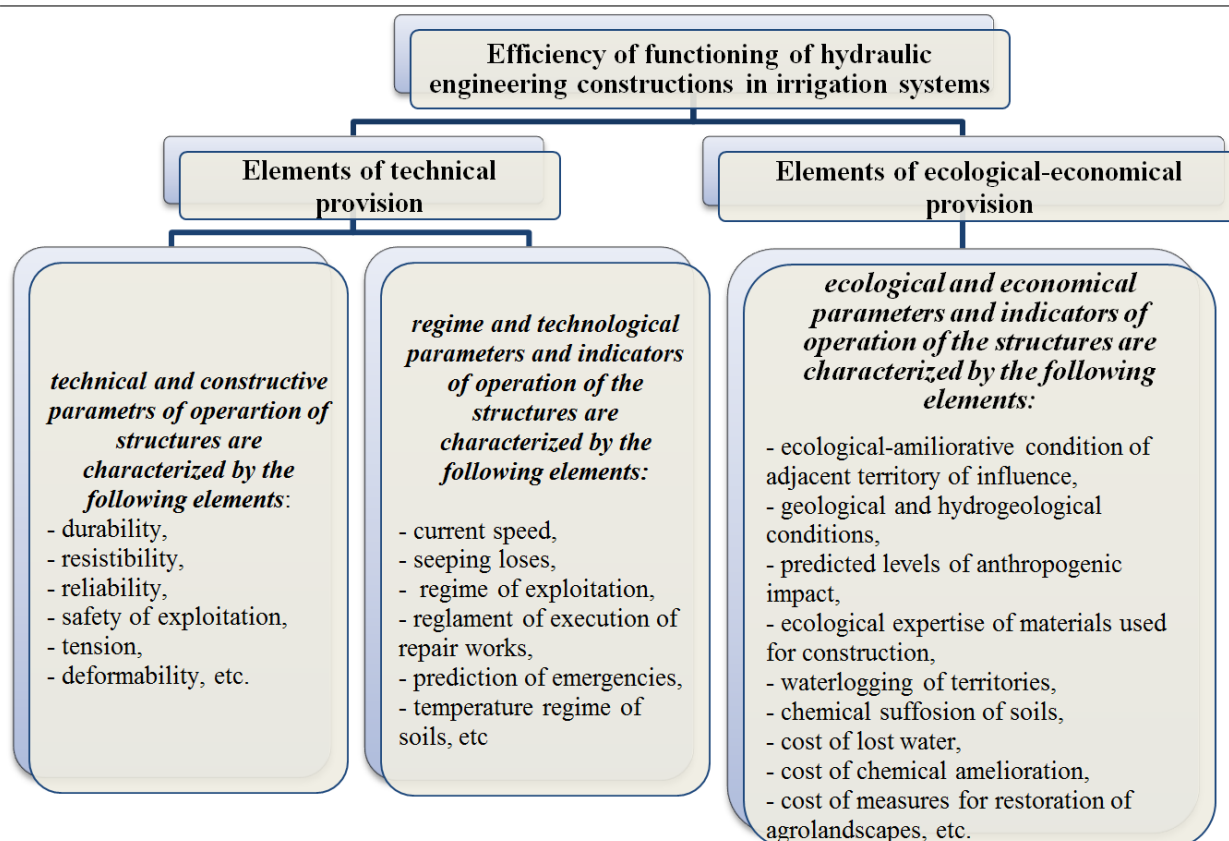 Efficiency of functioning of hydraulic
engineering constructions in irrigation systems
Elements of technical
provision
Elements of ecological-economical
provision
technical and constructive
parametrs of operartion of
structures are
characterized by the
following elements:
- durability,
- resistibility,
- reliability,
- safety of exploitation,
- tension,
- deformability, etc.
regime and technological
parameters and indicators
of operation of the
structures are
characterized by the
following elements:
- current speed,
- seeping loses,
- regime of exploitation,
- reglament of execution of
repair works,
- prediction of emergencies,
- temperature regime of
soils, etc
ecological and economical
parameters and indicators of
operation of the structures are
characterized by the following
elements:
- ecological-amiliorative condition of
adjacent territory of influence,
- geological and hydrogeological
conditions,
- predicted levels of anthropogenic
impact,
- ecological expertise of materials used
for construction,
- waterlogging of territories,
- chemical suffosion of soils,
- cost of lost water,
- cost of chemical amelioration,
- cost of measures for restoration of
agrolandscapes, etc.